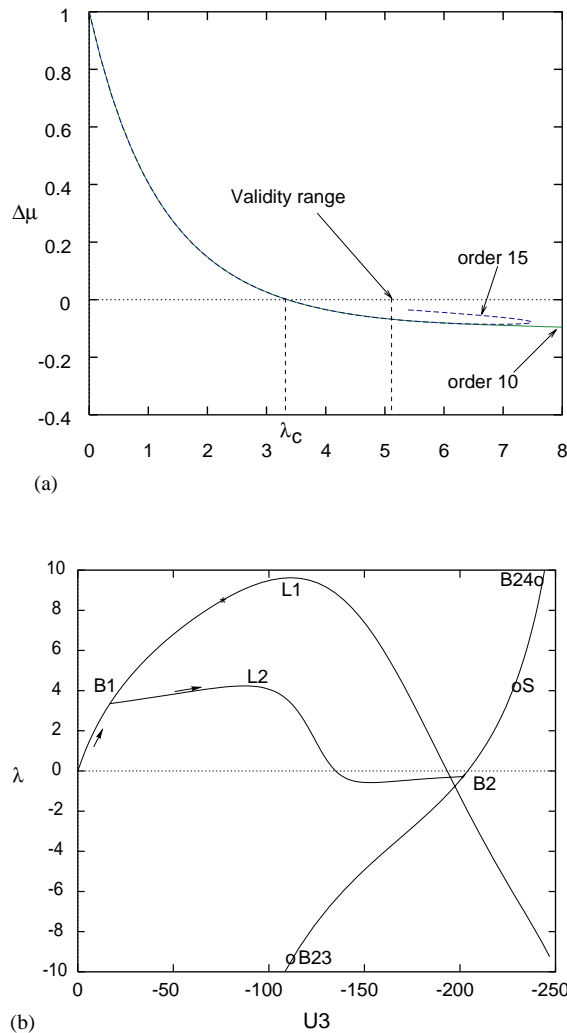 1
0.8
0.6
0.4
0.2
0
-0.2
-0.4
Δμ
Validity range
order 15
order 10
λc
0 1 2 3 4 5 6 7 8
(a)
10
8
6
4
2
0
-2
-4
-6
-8
-10
λ
B1
L1
L2
B24o
oS
B2
o B23
0 -50 -100 -150 -200 -250
U3
(b)